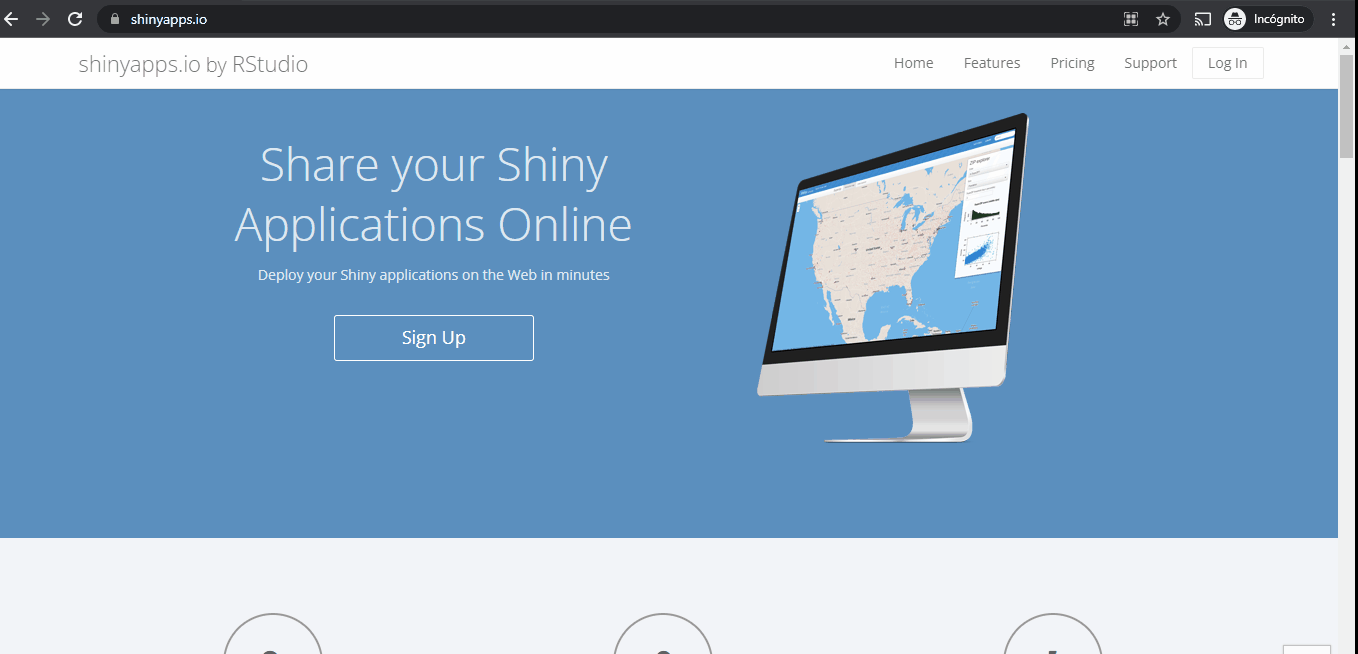 shinyapps.io
Incógnito
shinyapps.io by RStudio
Home
Features
Pricing
Support
Log In
Share your Shiny
Applications Online
Deploy your Shiny applications on the Web in minutes
Sign Up
ZIP explorer